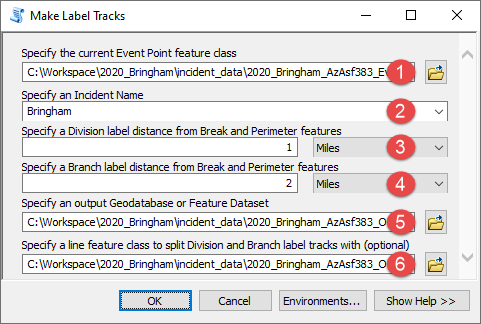 Make Label Tracks
Specify the current Event Point feature class
C:\Workspace\2020_Bringham\incident_data\2020_Bringham_AzAsf383_Ev 1
Specify an Incident Name
Bringham 2
Specify a Division label distance from Break and Perimeter features
1 Miles 3
Specify a Branch label distance from Break and Perimeter features
2 Miles 4
Specify an output Geodatabase or Feature Dataset
C:\Workspace\2020_Bringham\incident_data\2020_Bringham_AzAsf383_O 5
Specify a line feature class to split Division and Branch label tracks with (optional)
C:\Workspace\2020_Bringham\incident_data\2020_Bringham_AzAsf383_O 6
OK Cancel Environments... Show Help >>